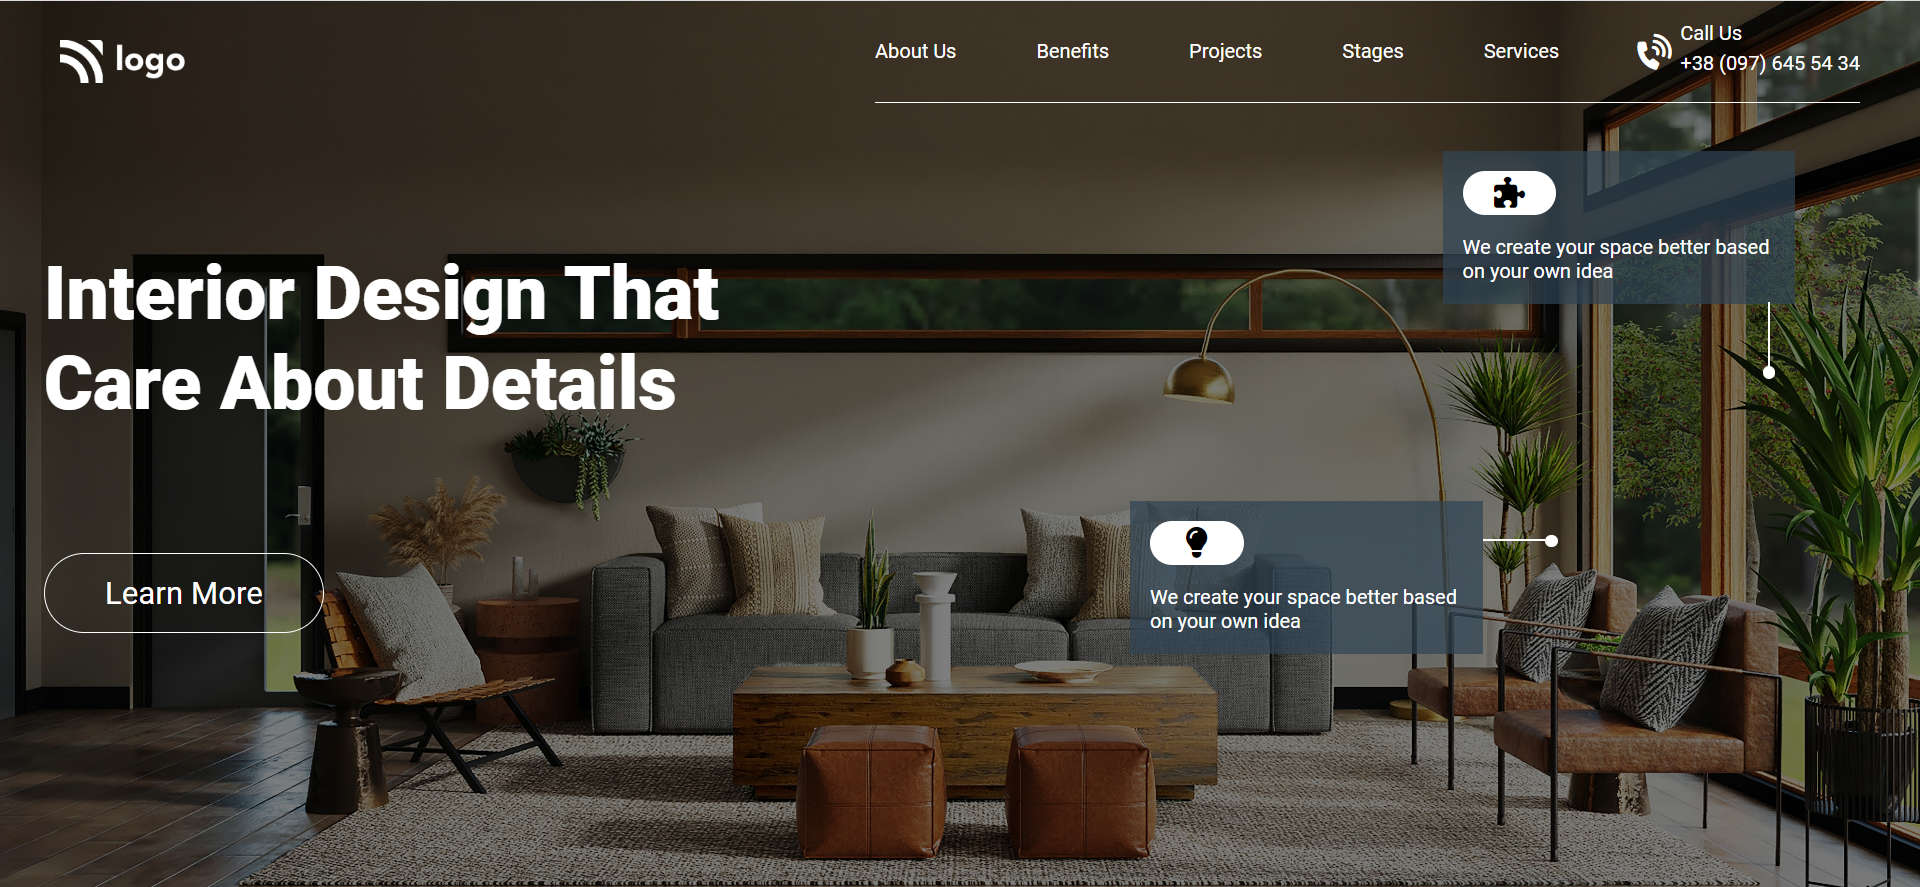 logo
About Us
Benefits
Projects
Stages
Services
Call Us
+38 (097) 645 54 34
We create your space better based
on your own idea
Interior Design That
Care About Details
Learn More
We create your space better based
on your own idea